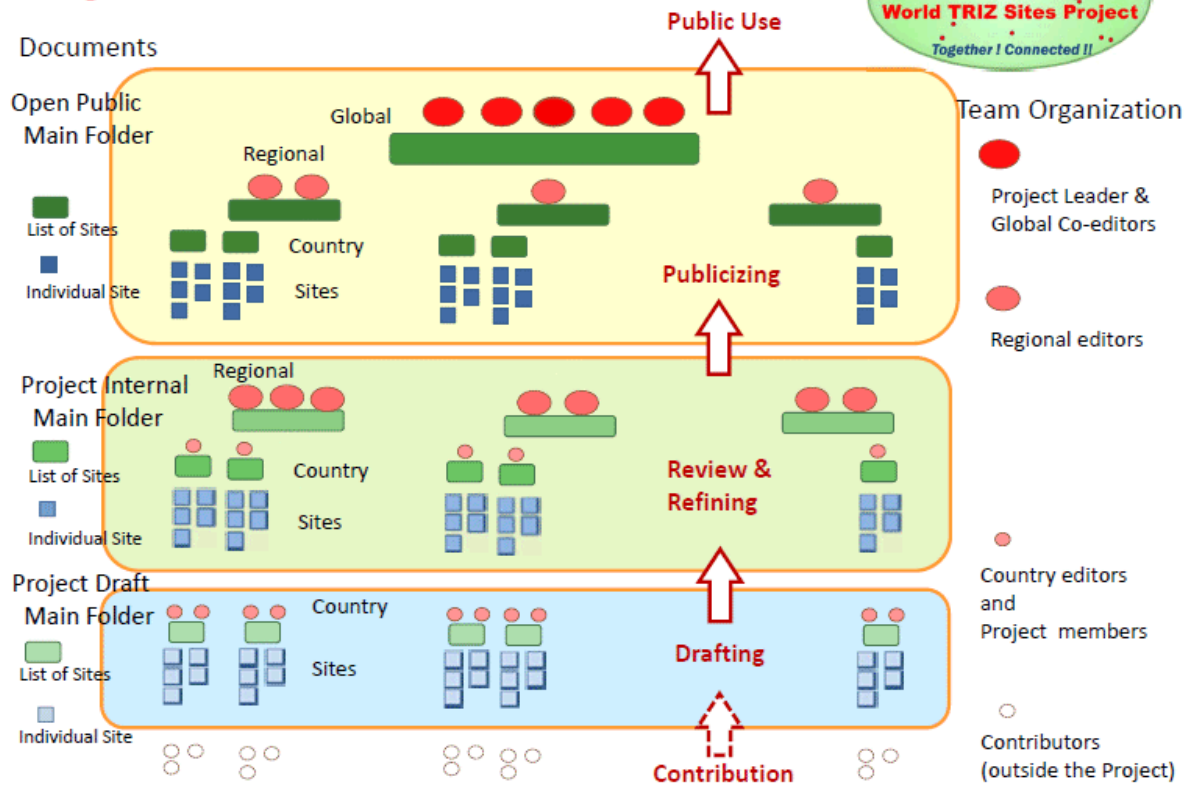 World TRIZ Sites Project
Together ! Connected !!
Public Use
Documents
Open Public
Main Folder
Global
Regional
List of Sites
Country
Individual Site
Sites
Publicizing
Team Organization
Project Leader &
Global Co-editors
Regional editors
Project Internal
Main Folder
Regional
List of Sites
Country
Individual Site
Sites
Review &
Refining
Project Draft
Main Folder
Country
List of Sites
Sites
Individual Site
Drafting
Contribution
Country editors
and
Project members
Contributors
(outside the Project)